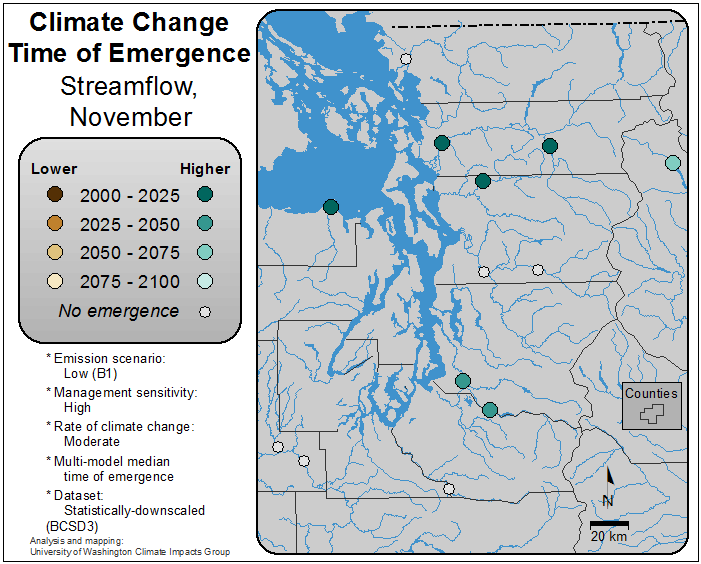 Climate Change
Time of Emergence
Streamflow,
November
Lower Higher
2000 - 2025
2025 - 2050
2050 - 2075
2075 - 2100
No emergence
* Emission scenario:
Low (B1)
* Management sensitivity:
High
* Rate of climate change:
Moderate
* Multi-model median
time of emergence
* Dataset:
Statistically-downscaled
(BCSD3)
Analysis and mapping:
University of Washington Climate Impacts Group
Counties
N
20 km